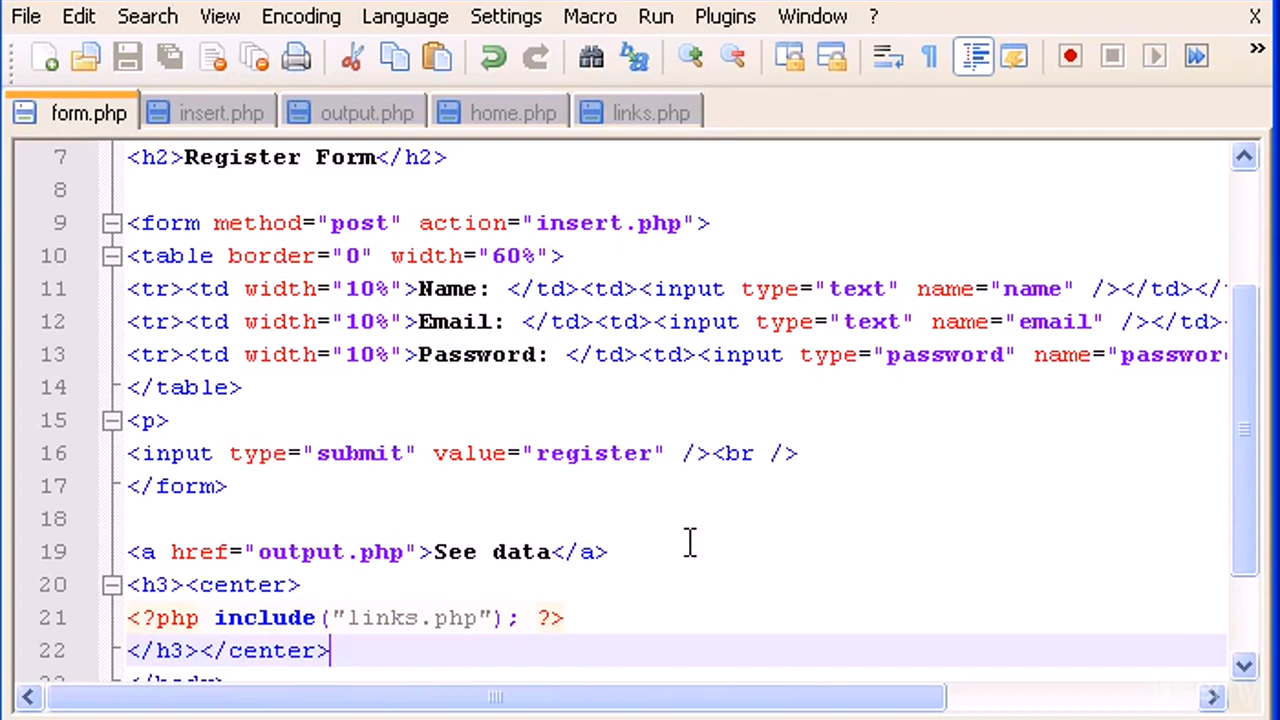 File Edit Search View Encoding Language Settings Macro Run Plugins Window ? X
form.php insert.php output.php home.php links.php
7 <h2>Register Form</h2>
8
9 <form method="post" action="insert.php">
10 <table border="0" width="60%">
11 <tr><td width="10%">Name: </td><td><input type="text" name="name" /></td></
12 <tr><td width="10%">Email: </td><td><input type="text" name="email" /></td>
13 <tr><td width="10%">Password: </td><td><input type="password" name="passwor
14 </table>
15 <p>
16 <input type="submit" value="register" /><br />
17 </form>
18
19 <a href="output.php">See data</a>
20 <h3><center>
21 <?php include("links.php"); ?>
22 </h3></center>
23 </body>